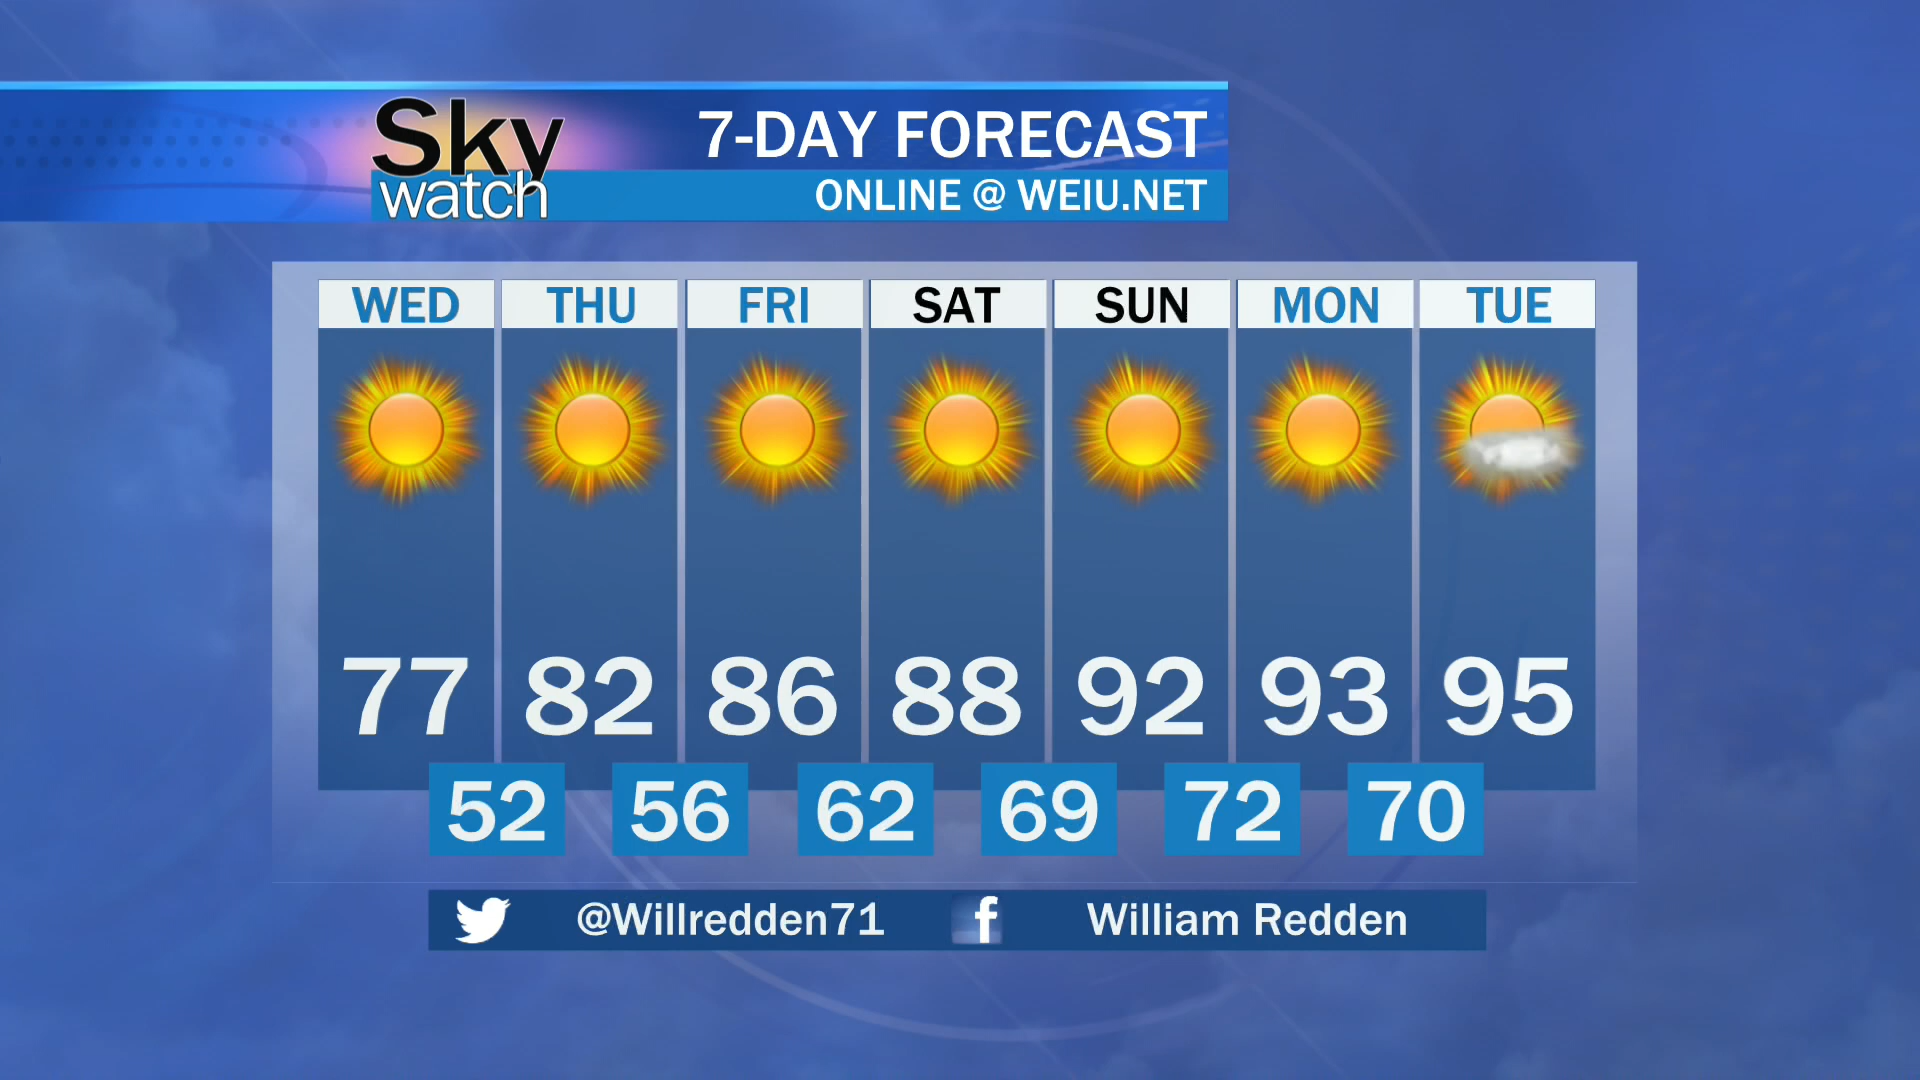 Sky
watch
7-DAY FORECAST
ONLINE @ WEIU.NET
WED THU FRI SAT SUN MON TUE
77 82 86 88 92 93 95
52 56 62 69 72 70
@Willredden71 f William Redden